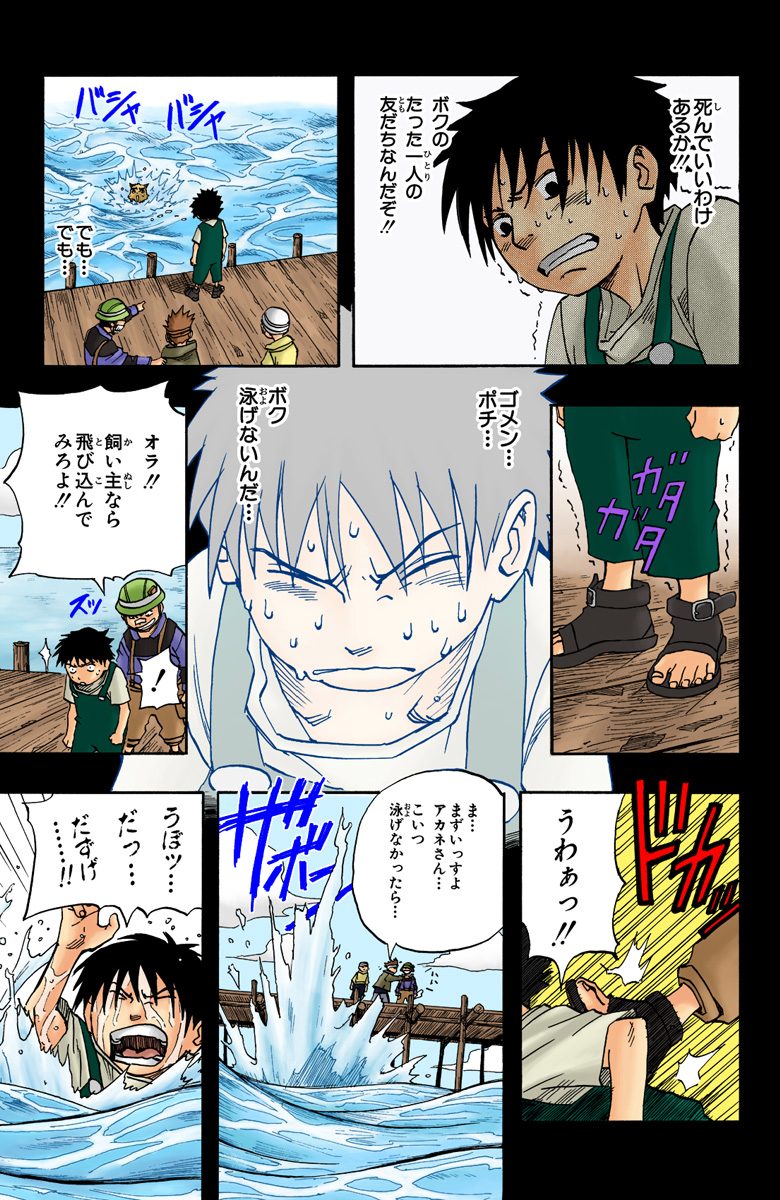 死んでいいわけ
あるか!!
ボクの
たった一人の
友だちなんだぞ!!
バシャ
バシャ
でも…
でも…
ガタ
ガタ
ゴメン…
ポチ…
ボク
泳げないんだ…
オラ!!
飼い主なら
飛び込んで
みろよ!!
ズッ
!
ドカッ
うわぁっ!!
ま…
まずいっすよ
アカネさん…
こいつ
泳げなかったら…
ザボーン
うぼッ…
だっ…
だずげ
……!!